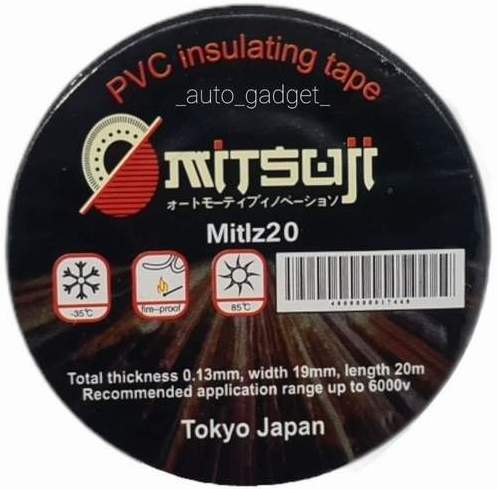 PVC insulating tape
_auto_gadget_
MITSUJI
オートモーティブイノベーション
Mitlz20
-35℃
fire-proof
85℃
Total thickness 0.13mm, width 19mm, length 20m
Recommended application range up to 6000v
Tokyo Japan